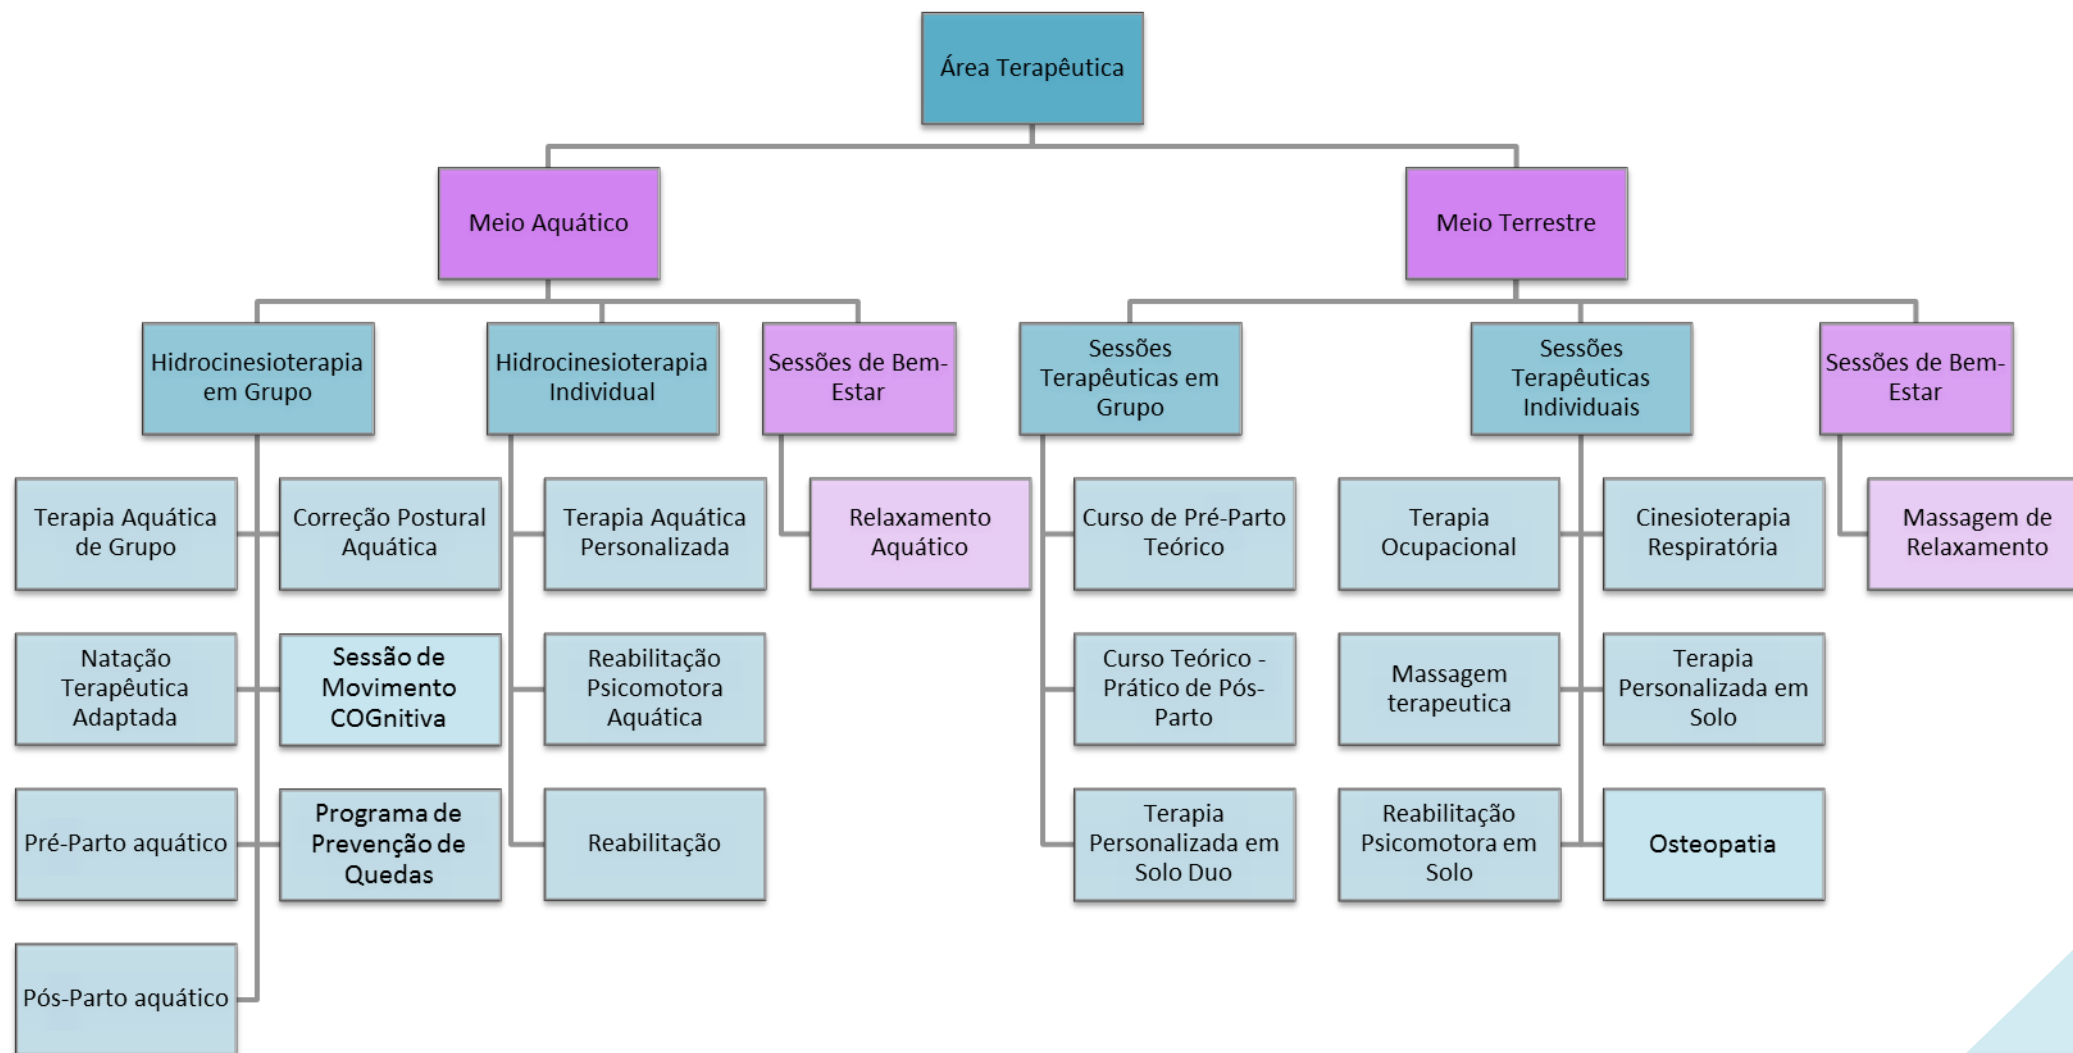 Área Terapêutica
Meio Aquático
Meio Terrestre
Hidrocinesioterapia
em Grupo
Hidrocinesioterapia
Individual
Sessões de Bem-
Estar
Sessões
Terapêuticas em
Grupo
Sessões
Terapêuticas
Individuais
Sessões de Bem-
Estar
Terapia Aquática
de Grupo
Correção Postural
Aquática
Terapia Aquática
Personalizada
Relaxamento
Aquático
Curso de Pré-Parto
Teórico
Terapia
Ocupacional
Cinesioterapia
Respiratória
Massagem de
Relaxamento
Natação
Terapêutica
Adaptada
Sessão de
Movimento
COGnitiva
Reabilitação
Psicomotora
Aquática
Curso Teórico -
Prático de Pós-
Parto
Massagem
terapeutica
Terapia
Personalizada em
Solo
Pré-Parto aquático
Programa de
Prevenção de
Quedas
Reabilitação
Terapia
Personalizada em
Solo Duo
Reabilitação
Psicomotora em
Solo
Osteopatia
Pós-Parto aquático